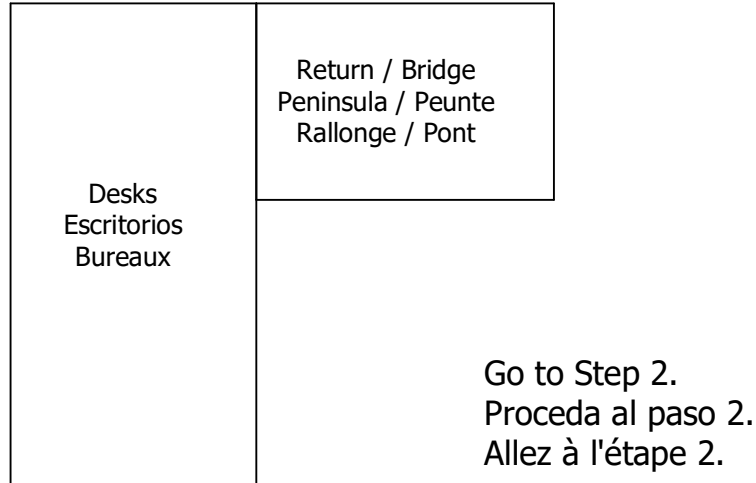 Return / Bridge
Peninsula / Peunte
Rallonge / Pont
Desks
Escritorios
Bureaux
Go to Step 2.
Proceda al paso 2.
Allez à l'étape 2.